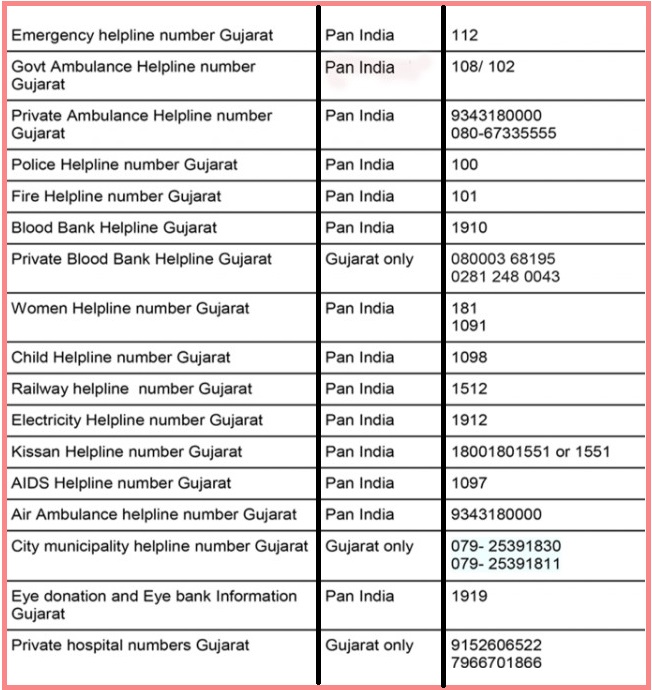 Emergency helpline number Gujarat Pan India 112
Govt Ambulance Helpline number Pan India 108/ 102
Gujarat
Private Ambulance Helpline number Pan India 9343180000
Gujarat 080-67335555
Police Helpline number Gujarat Pan India 100
Fire Helpline number Gujarat Pan India 101
Blood Bank Helpline Gujarat Pan India 1910
Private Blood Bank Helpline Gujarat Gujarat only 080003 68195
0281 248 0043
Women Helpline number Gujarat Pan India 181
1091
Child Helpline number Gujarat Pan India 1098
Railway helpline number Gujarat Pan India 1512
Electricity Helpline number Gujarat Pan India 1912
Kissan Helpline number Gujarat Pan India 18001801551 or 1551
AIDS Helpline number Gujarat Pan India 1097
Air Ambulance helpline number Gujarat Pan India 9343180000
City municipality helpline number Gujarat Gujarat only 079- 25391830
079- 25391811
Eye donation and Eye bank Information Pan India 1919
Gujarat
Private hospital numbers Gujarat Gujarat only 9152606522
7966701866